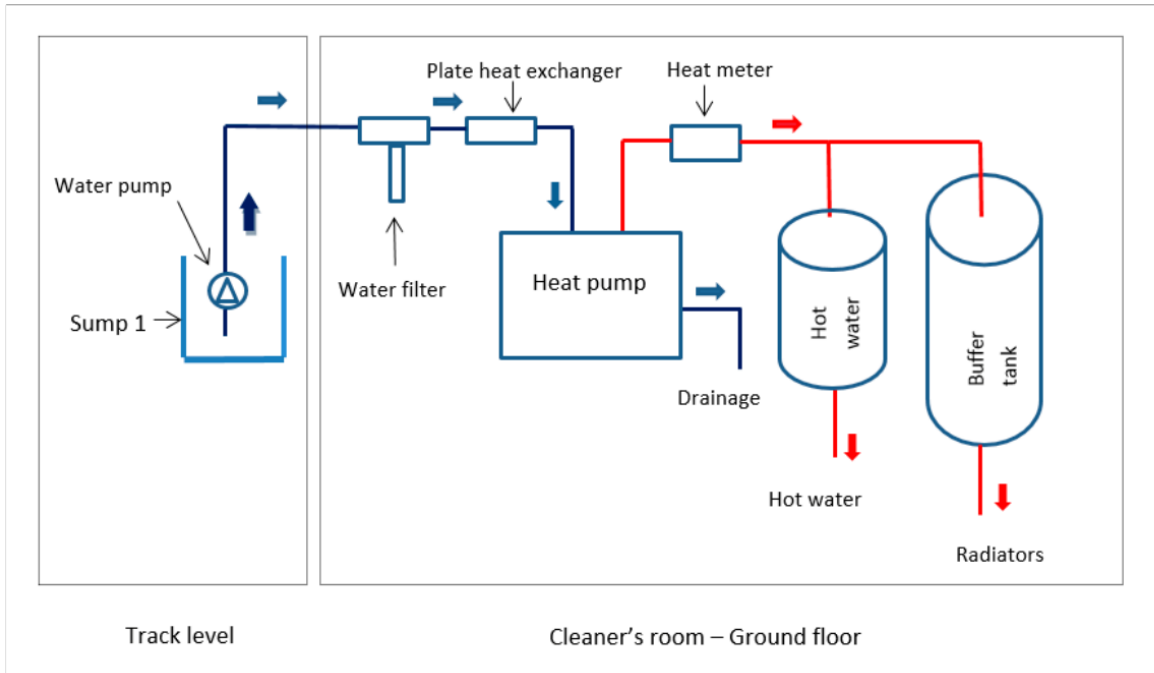 Plate heat exchanger
Heat meter
Water pump
Water filter
Heat pump
Sump 1
Hot
water
Buffer
tank
Drainage
Hot water
Radiators
Track level
Cleaner's room – Ground floor